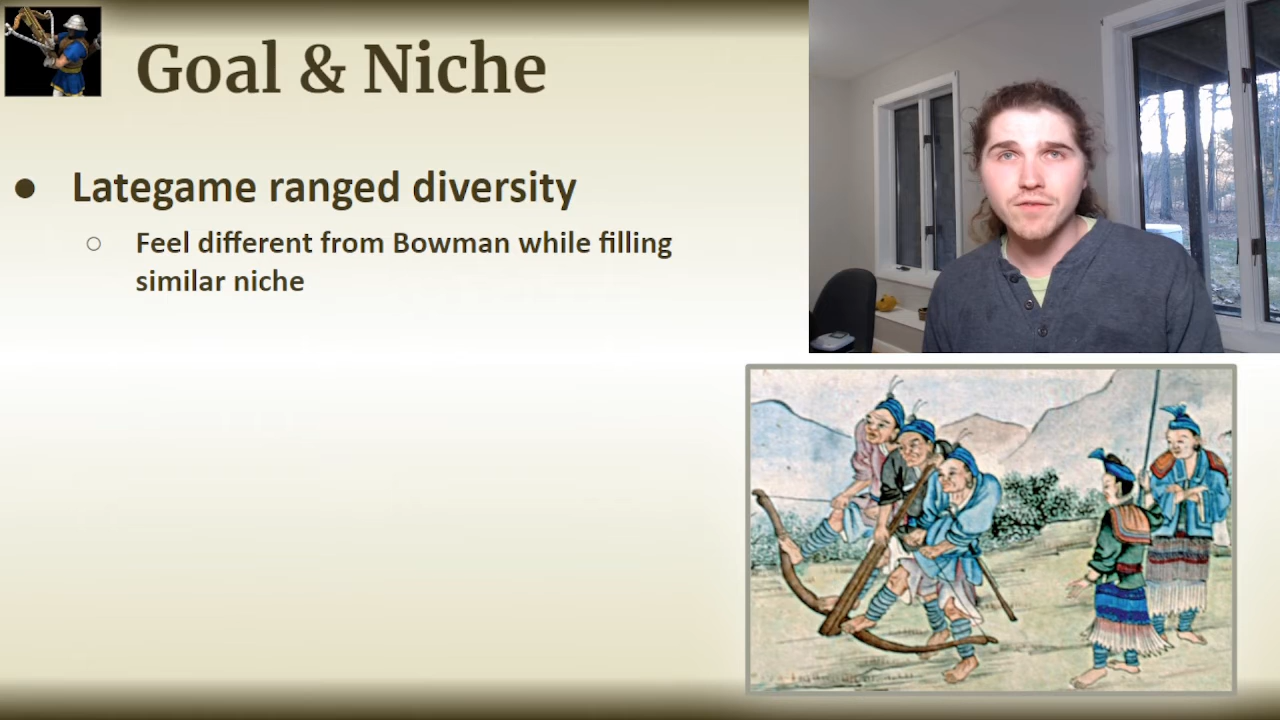 Goal & Niche
● Lategame ranged diversity
○ Feel different from Bowman while filling
similar niche